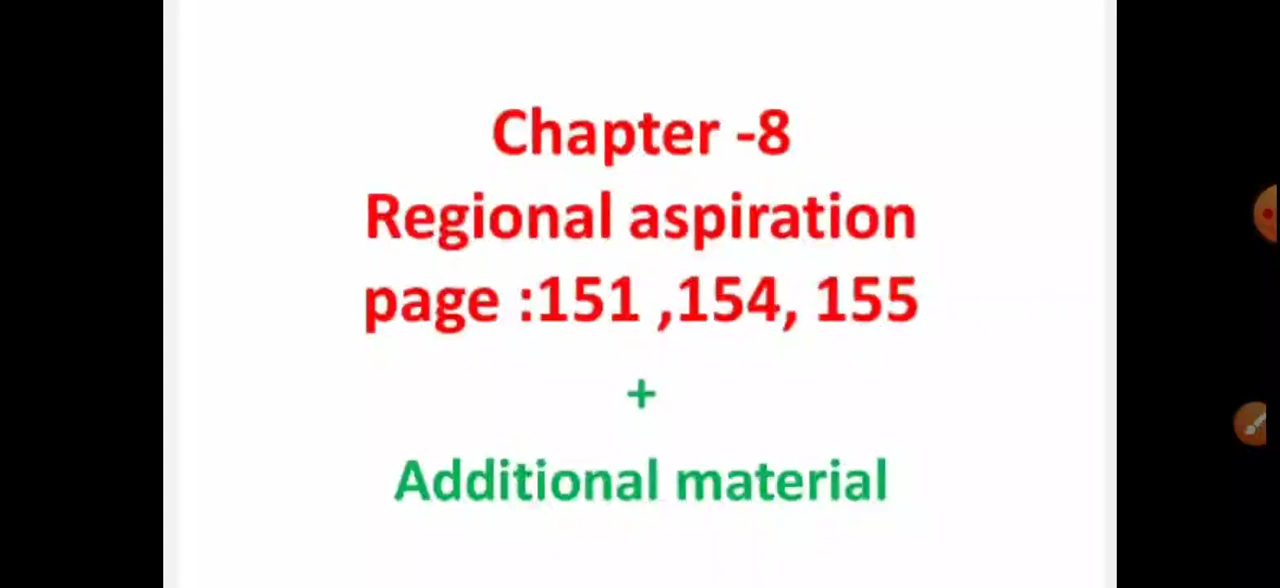 Chapter -8
Regional aspiration
page :151 ,154, 155
+
Additional material